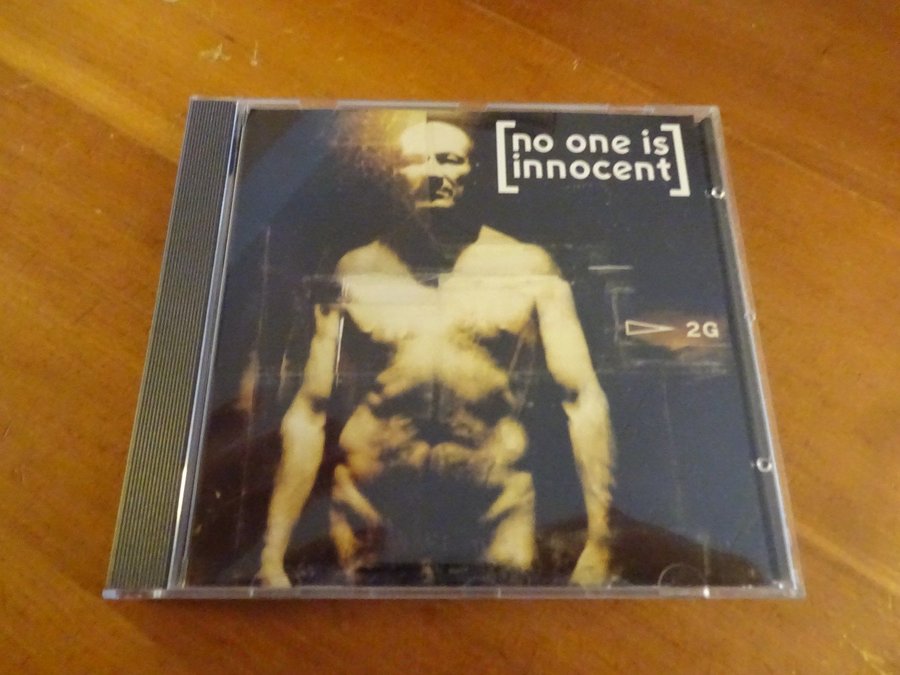 [no one is
innocent]
2G